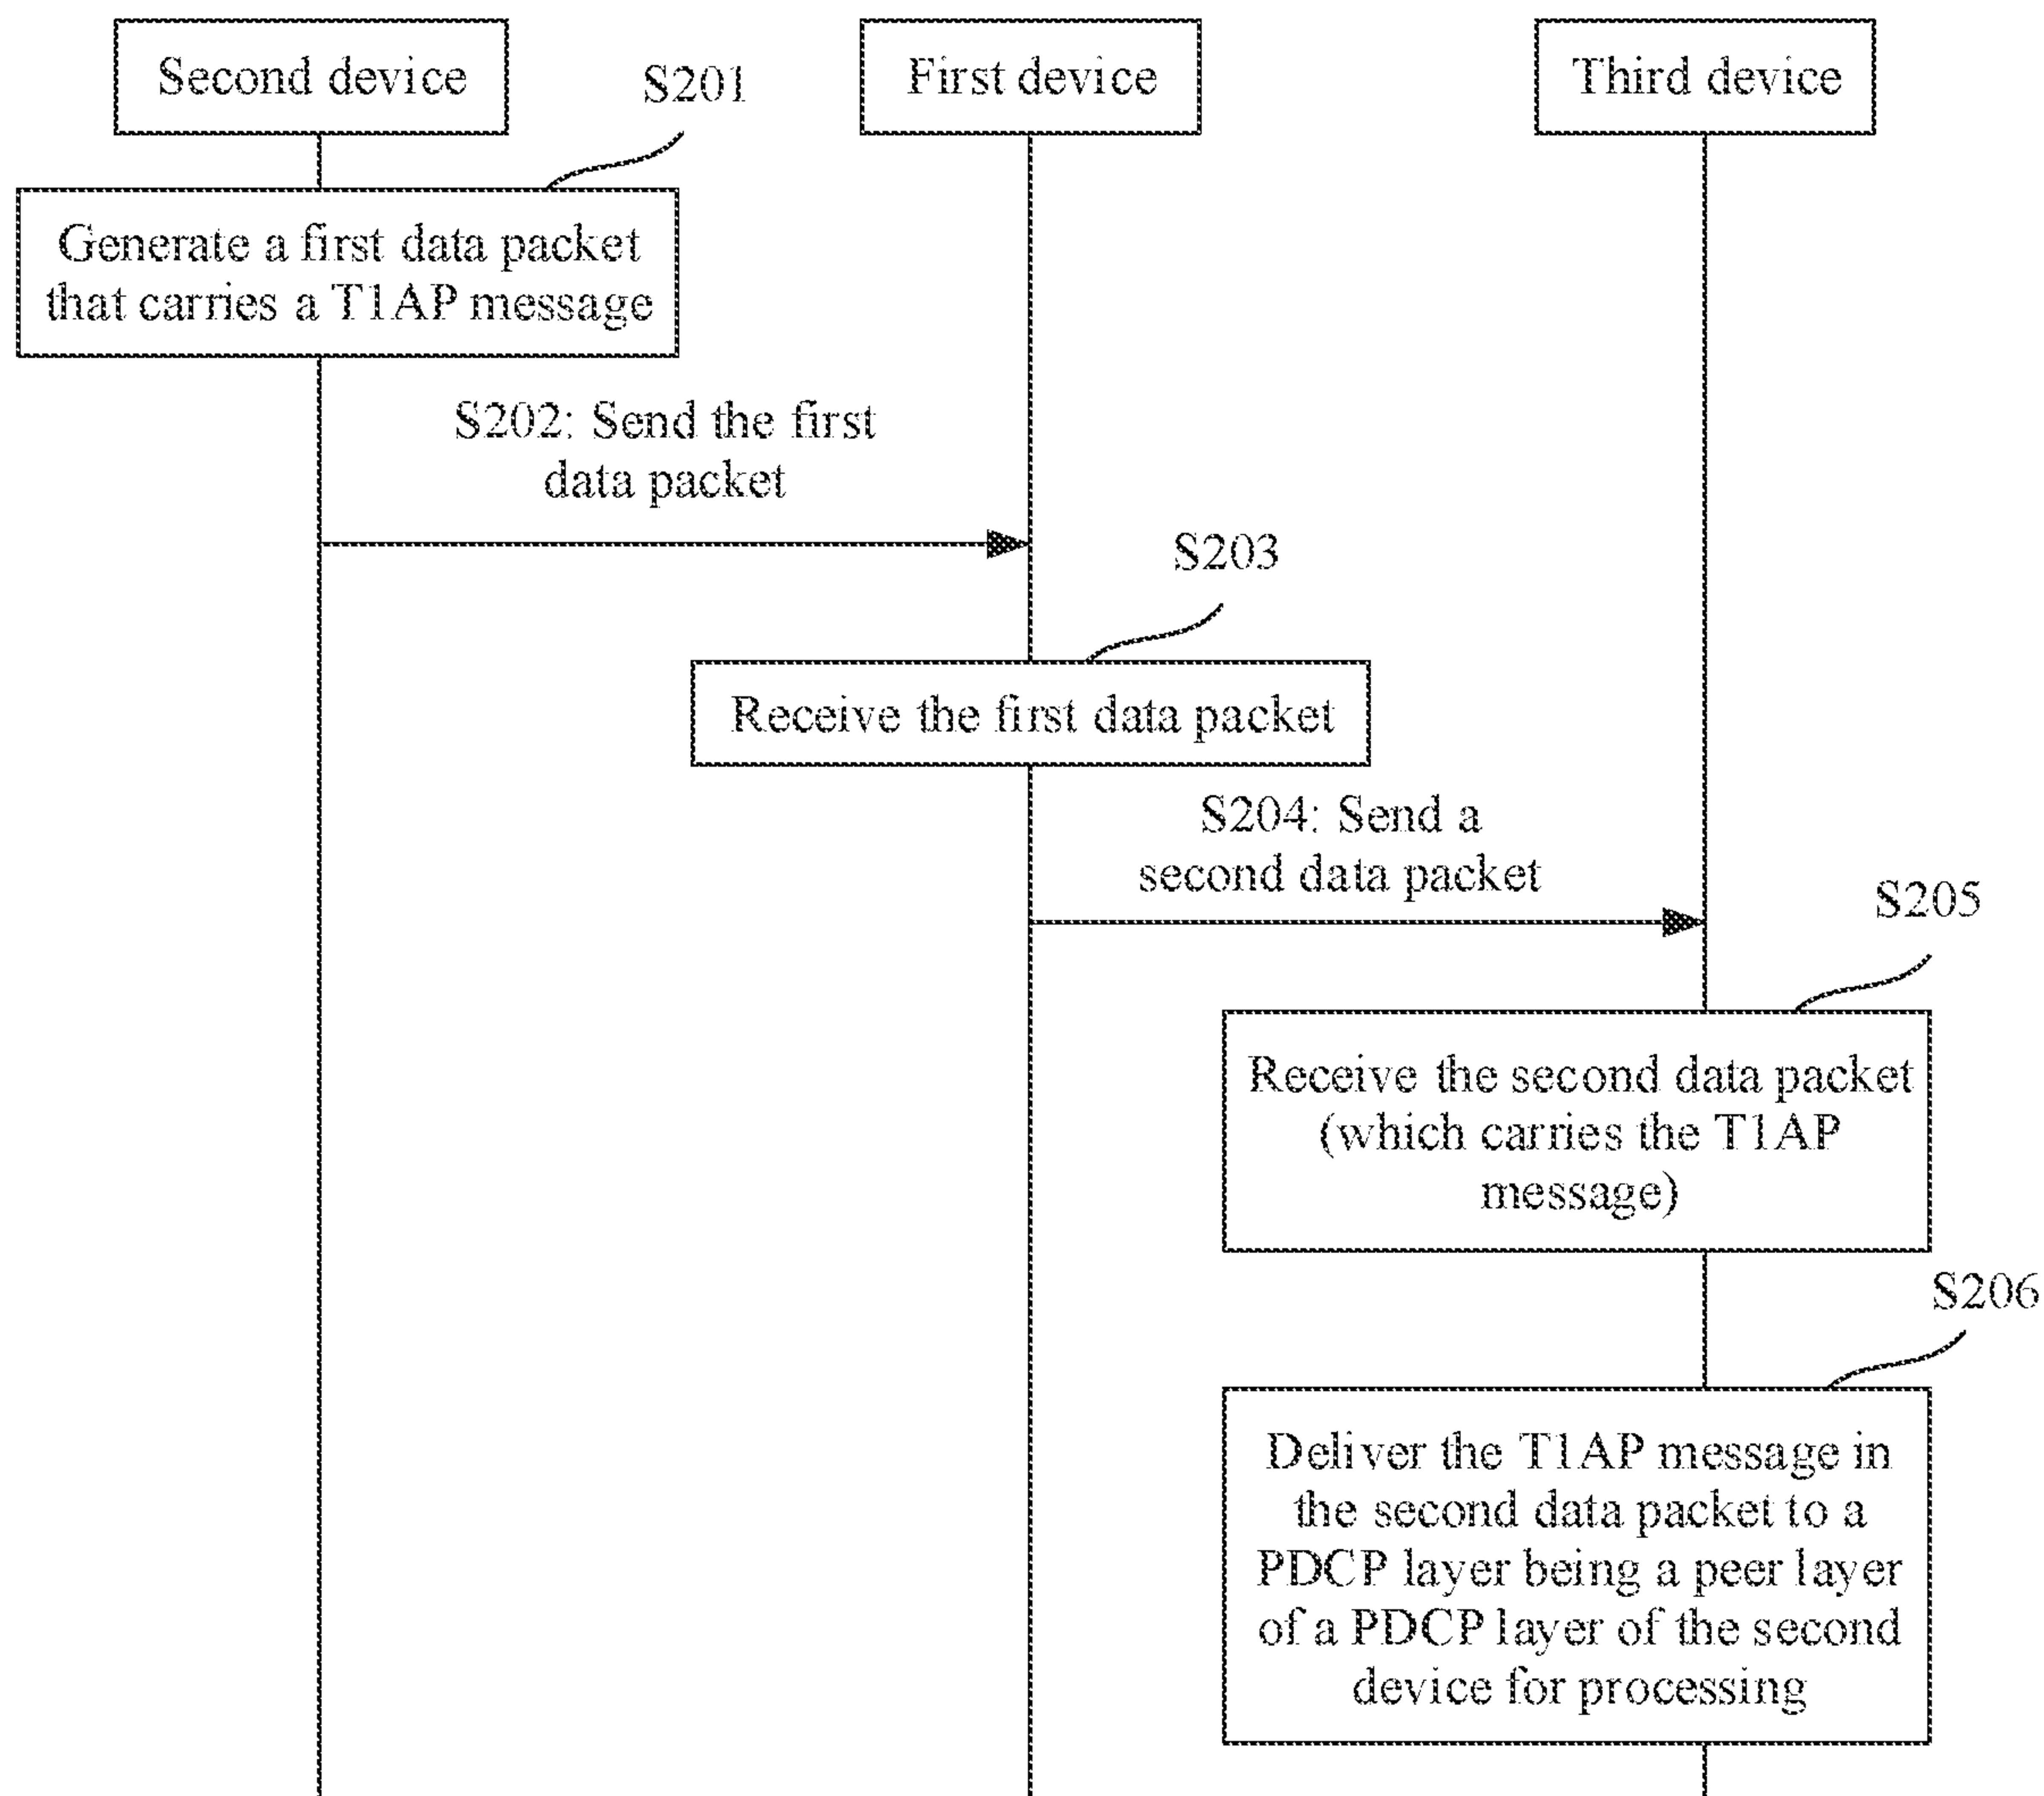 Second device
First device
Third device
S201
Generate a first data packet
that carries a T1AP message
S202: Send the first
data packet
S203
Receive the first data packet
S204: Send a
second data packet
S205
Receive the second data packet
(which carries the T1AP
message)
S206
Deliver the T1AP message in
the second data packet to a
PDCP layer being a peer layer
of a PDCP layer of the second
device for processing